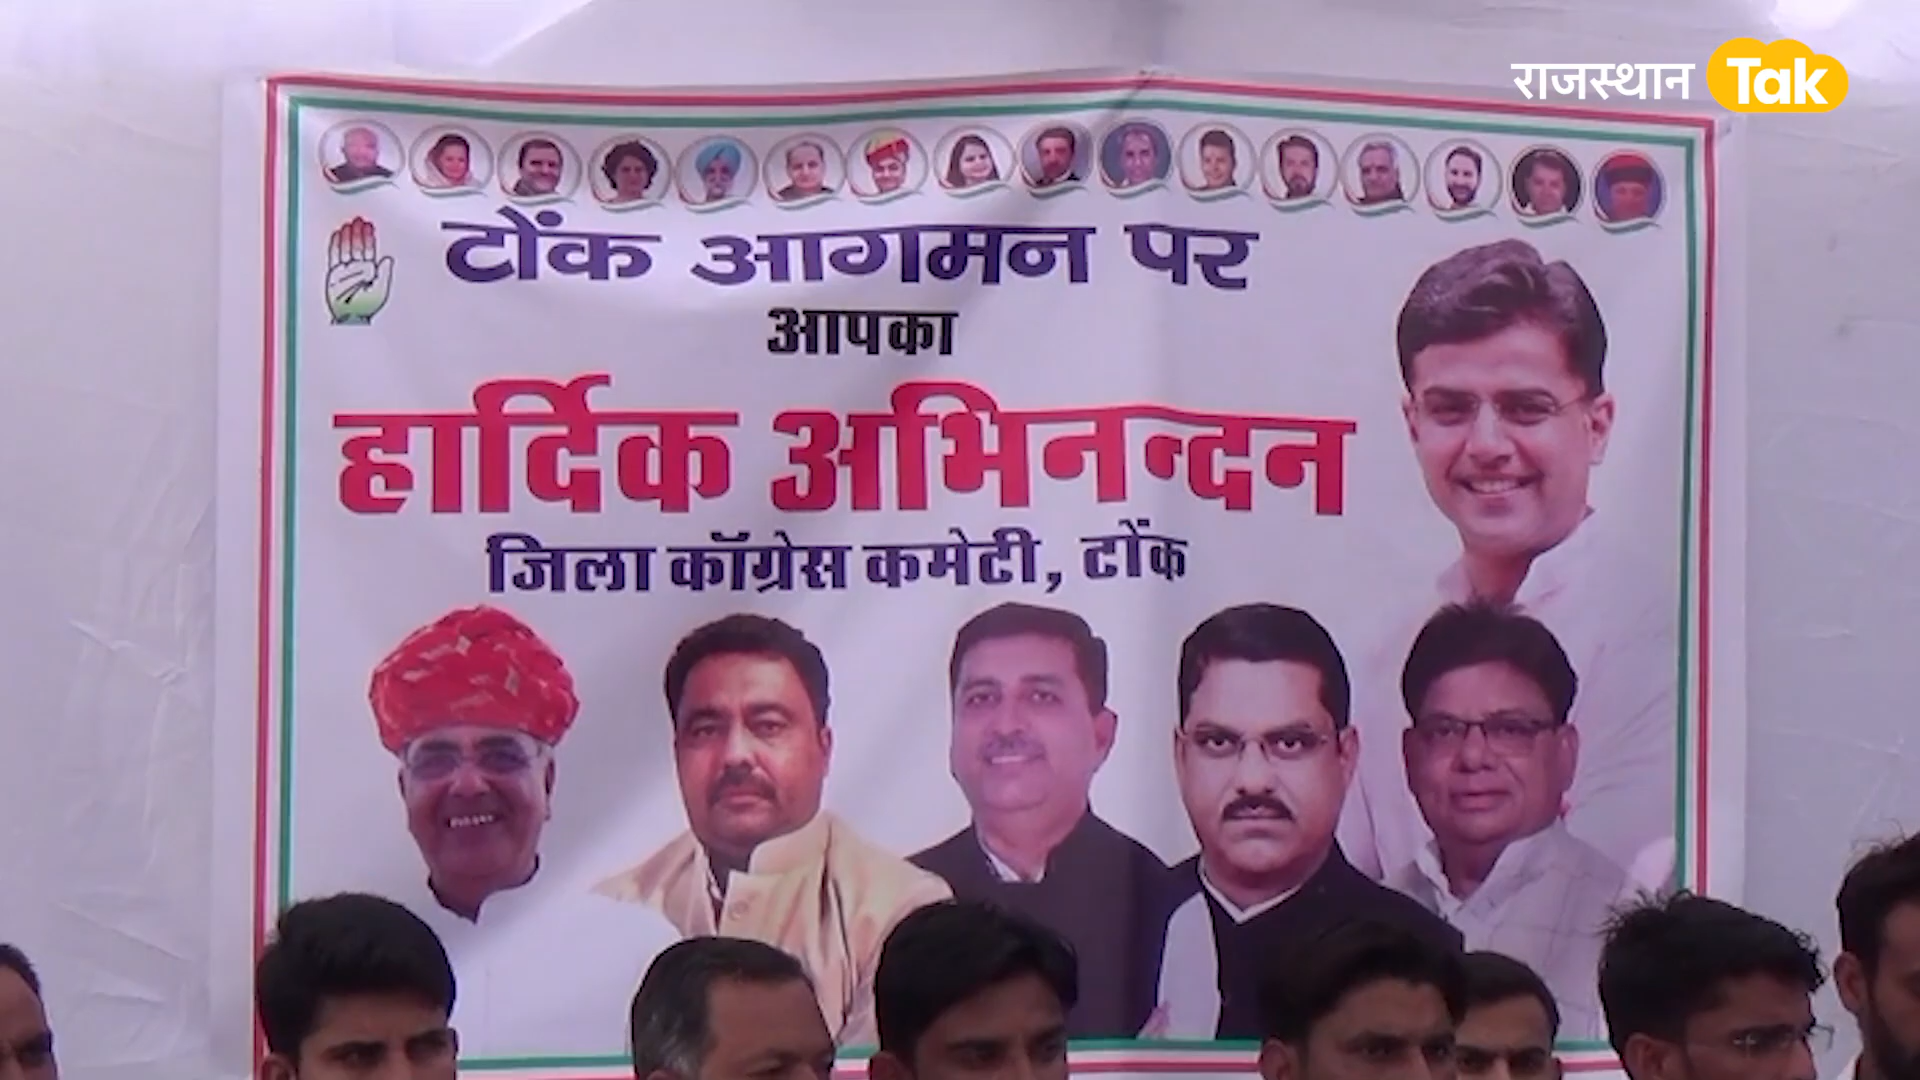 राजस्थान Tak
टोंक आगमन पर
आपका
हार्दिक अभिनन्दन
जिला कॉंग्रेस कमेटी, टोंक